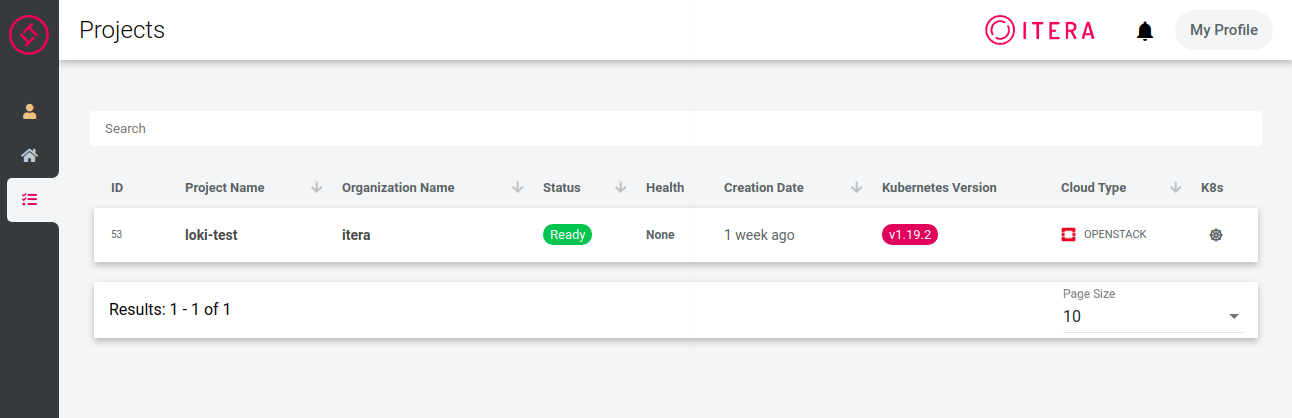 Projects
ITERA
My Profile
Search
ID Project Name Organization Name Status Health Creation Date Kubernetes Version Cloud Type K8s
53 loki-test itera Ready None 1 week ago v1.19.2 OPENSTACK
Results: 1 - 1 of 1
Page Size
10